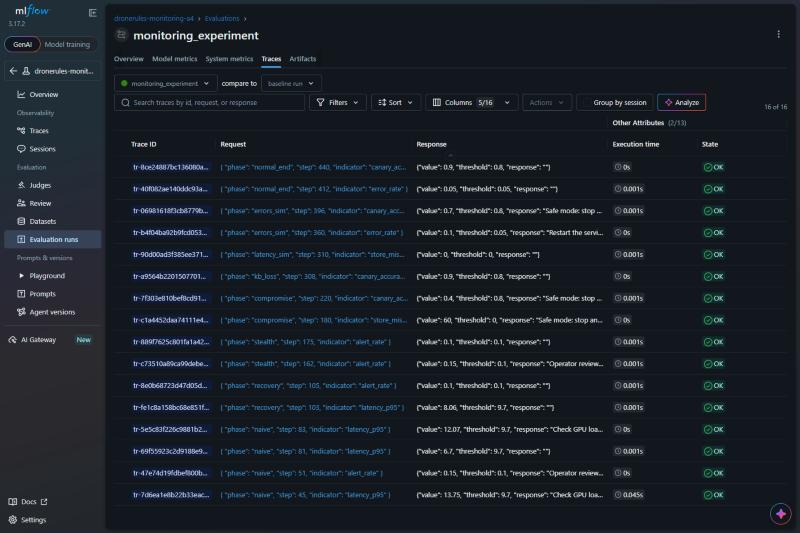 mlflow
3.17.2
GenAI Model training
dronerules-monit...
Overview
Observability
Traces
Sessions
Evaluation
Judges
Review
Datasets
Evaluation runs
Prompts & versions
Playground
Prompts
Agent versions
AI Gateway New
Docs
Settings
dronerules-monitoring-a4 > Evaluations >
monitoring_experiment
Overview Model metrics System metrics Traces Artifacts
monitoring_experiment compare to baseline run
Search traces by id, request, or response Filters Sort Columns 5/16 Actions Group by session Analyze
16 of 16
Other Attributes (2/13)
Trace ID Request Response Execution time State
tr-8ce24887bc136080a... { "phase": "normal_end", "step": 440, "indicator": "canary_ac... {"value": 0.9, "threshold": 0.8, "response": ""} 0s OK
tr-40f082ae140ddc93a... { "phase": "normal_end", "step": 412, "indicator": "error_rate" } {"value": 0.05, "threshold": 0.05, "response": ""} 0.001s OK
tr-06981618f3cb8779b... { "phase": "errors_sim", "step": 396, "indicator": "canary_acc... {"value": 0.7, "threshold": 0.8, "response": "Safe mode: stop ... 0.001s OK
tr-b4f04ba92b9fcd053... { "phase": "errors_sim", "step": 360, "indicator": "error_rate" } {"value": 0.1, "threshold": 0.05, "response": "Restart the servi... 0s OK
tr-90d00ad3f385ee371... { "phase": "latency_sim", "step": 310, "indicator": "store_mis... {"value": 0, "threshold": 0, "response": ""} 0.001s OK
tr-a9564b2201507701... { "phase": "kb_loss", "step": 308, "indicator": "canary_accura... {"value": 0.9, "threshold": 0.8, "response": ""} 0s OK
tr-7f303e810bef8cd91... { "phase": "compromise", "step": 220, "indicator": "canary_ac... {"value": 0.4, "threshold": 0.8, "response": "Safe mode: stop ... 0.001s OK
tr-c1a4452daa74111e4... { "phase": "compromise", "step": 180, "indicator": "store_mis... {"value": 60, "threshold": 0, "response": "Safe mode: stop an... 0s OK
tr-889f7625c801fa1a42... { "phase": "stealth", "step": 175, "indicator": "alert_rate" } {"value": 0.1, "threshold": 0.1, "response": ""} 0.001s OK
tr-c73510a89ca99debe... { "phase": "stealth", "step": 162, "indicator": "alert_rate" } {"value": 0.15, "threshold": 0.1, "response": "Operator review... 0.001s OK
tr-8e0b68723d47d05d... { "phase": "recovery", "step": 105, "indicator": "alert_rate" } {"value": 0.1, "threshold": 0.1, "response": ""} 0.001s OK
tr-fe1c8a158bc68e851f... { "phase": "recovery", "step": 103, "indicator": "latency_p95" } {"value": 8.06, "threshold": 9.7, "response": ""} 0.001s OK
tr-5e5c83f226c9881b2... { "phase": "naive", "step": 83, "indicator": "latency_p95" } {"value": 12.07, "threshold": 9.7, "response": "Check GPU loa... 0s OK
tr-69f55923c2d9188e9... { "phase": "naive", "step": 81, "indicator": "latency_p95" } {"value": 6.7, "threshold": 9.7, "response": ""} 0.001s OK
tr-47e74d19fdbef800b... { "phase": "naive", "step": 51, "indicator": "alert_rate" } {"value": 0.15, "threshold": 0.1, "response": "Operator review... 0s OK
tr-7d6ea1e8b22b33eac... { "phase": "naive", "step": 45, "indicator": "latency_p95" } {"value": 13.75, "threshold": 9.7, "response": "Check GPU loa... 0.045s OK